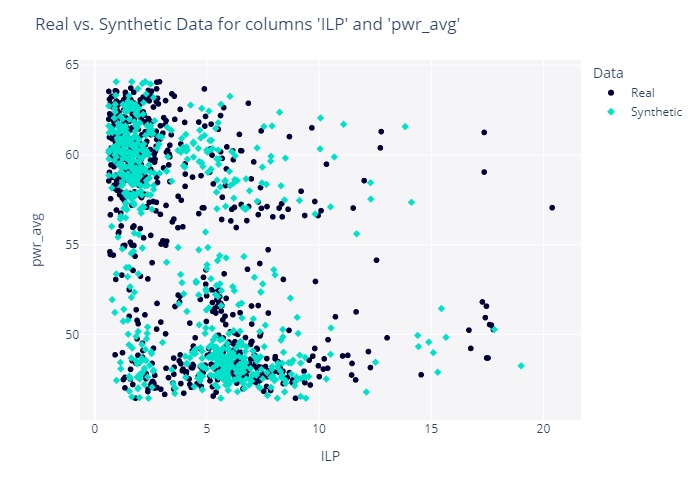 Real vs. Synthetic Data for columns 'ILP' and 'pwr_avg'
65
60
55
50
0
5
10
15
20
ILP
pwr_avg
Data
Real
Synthetic